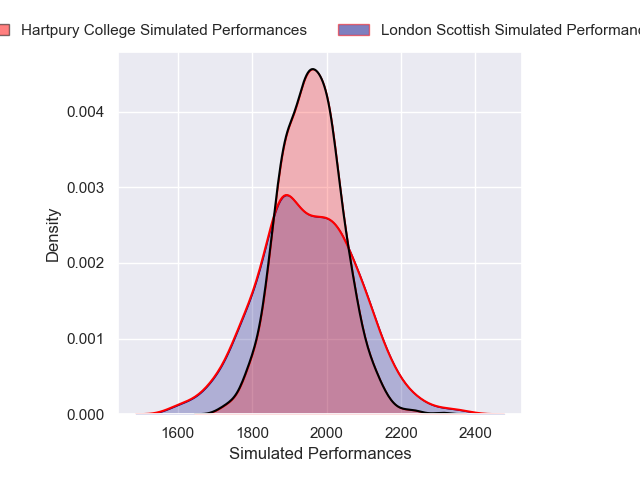 Hartpury College Simulated Performances London Scottish Simulated
0.004
0.003
0.002
0.001
0.000
Density
1600 1800 2000 2200 2400
Simulated Performances